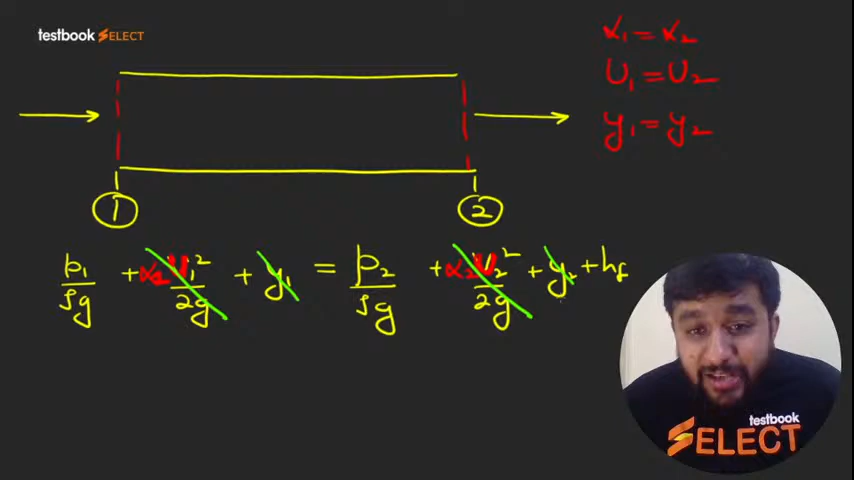 testbook SELECT
α₁ = α₂
U₁ = U₂
y₁ = y₂
1
2
p₁/ρg + α₁U₁²/2g + y₁ = p₂/ρg + α₂U₂²/2g + y₂ + hf
testbook
SELECT